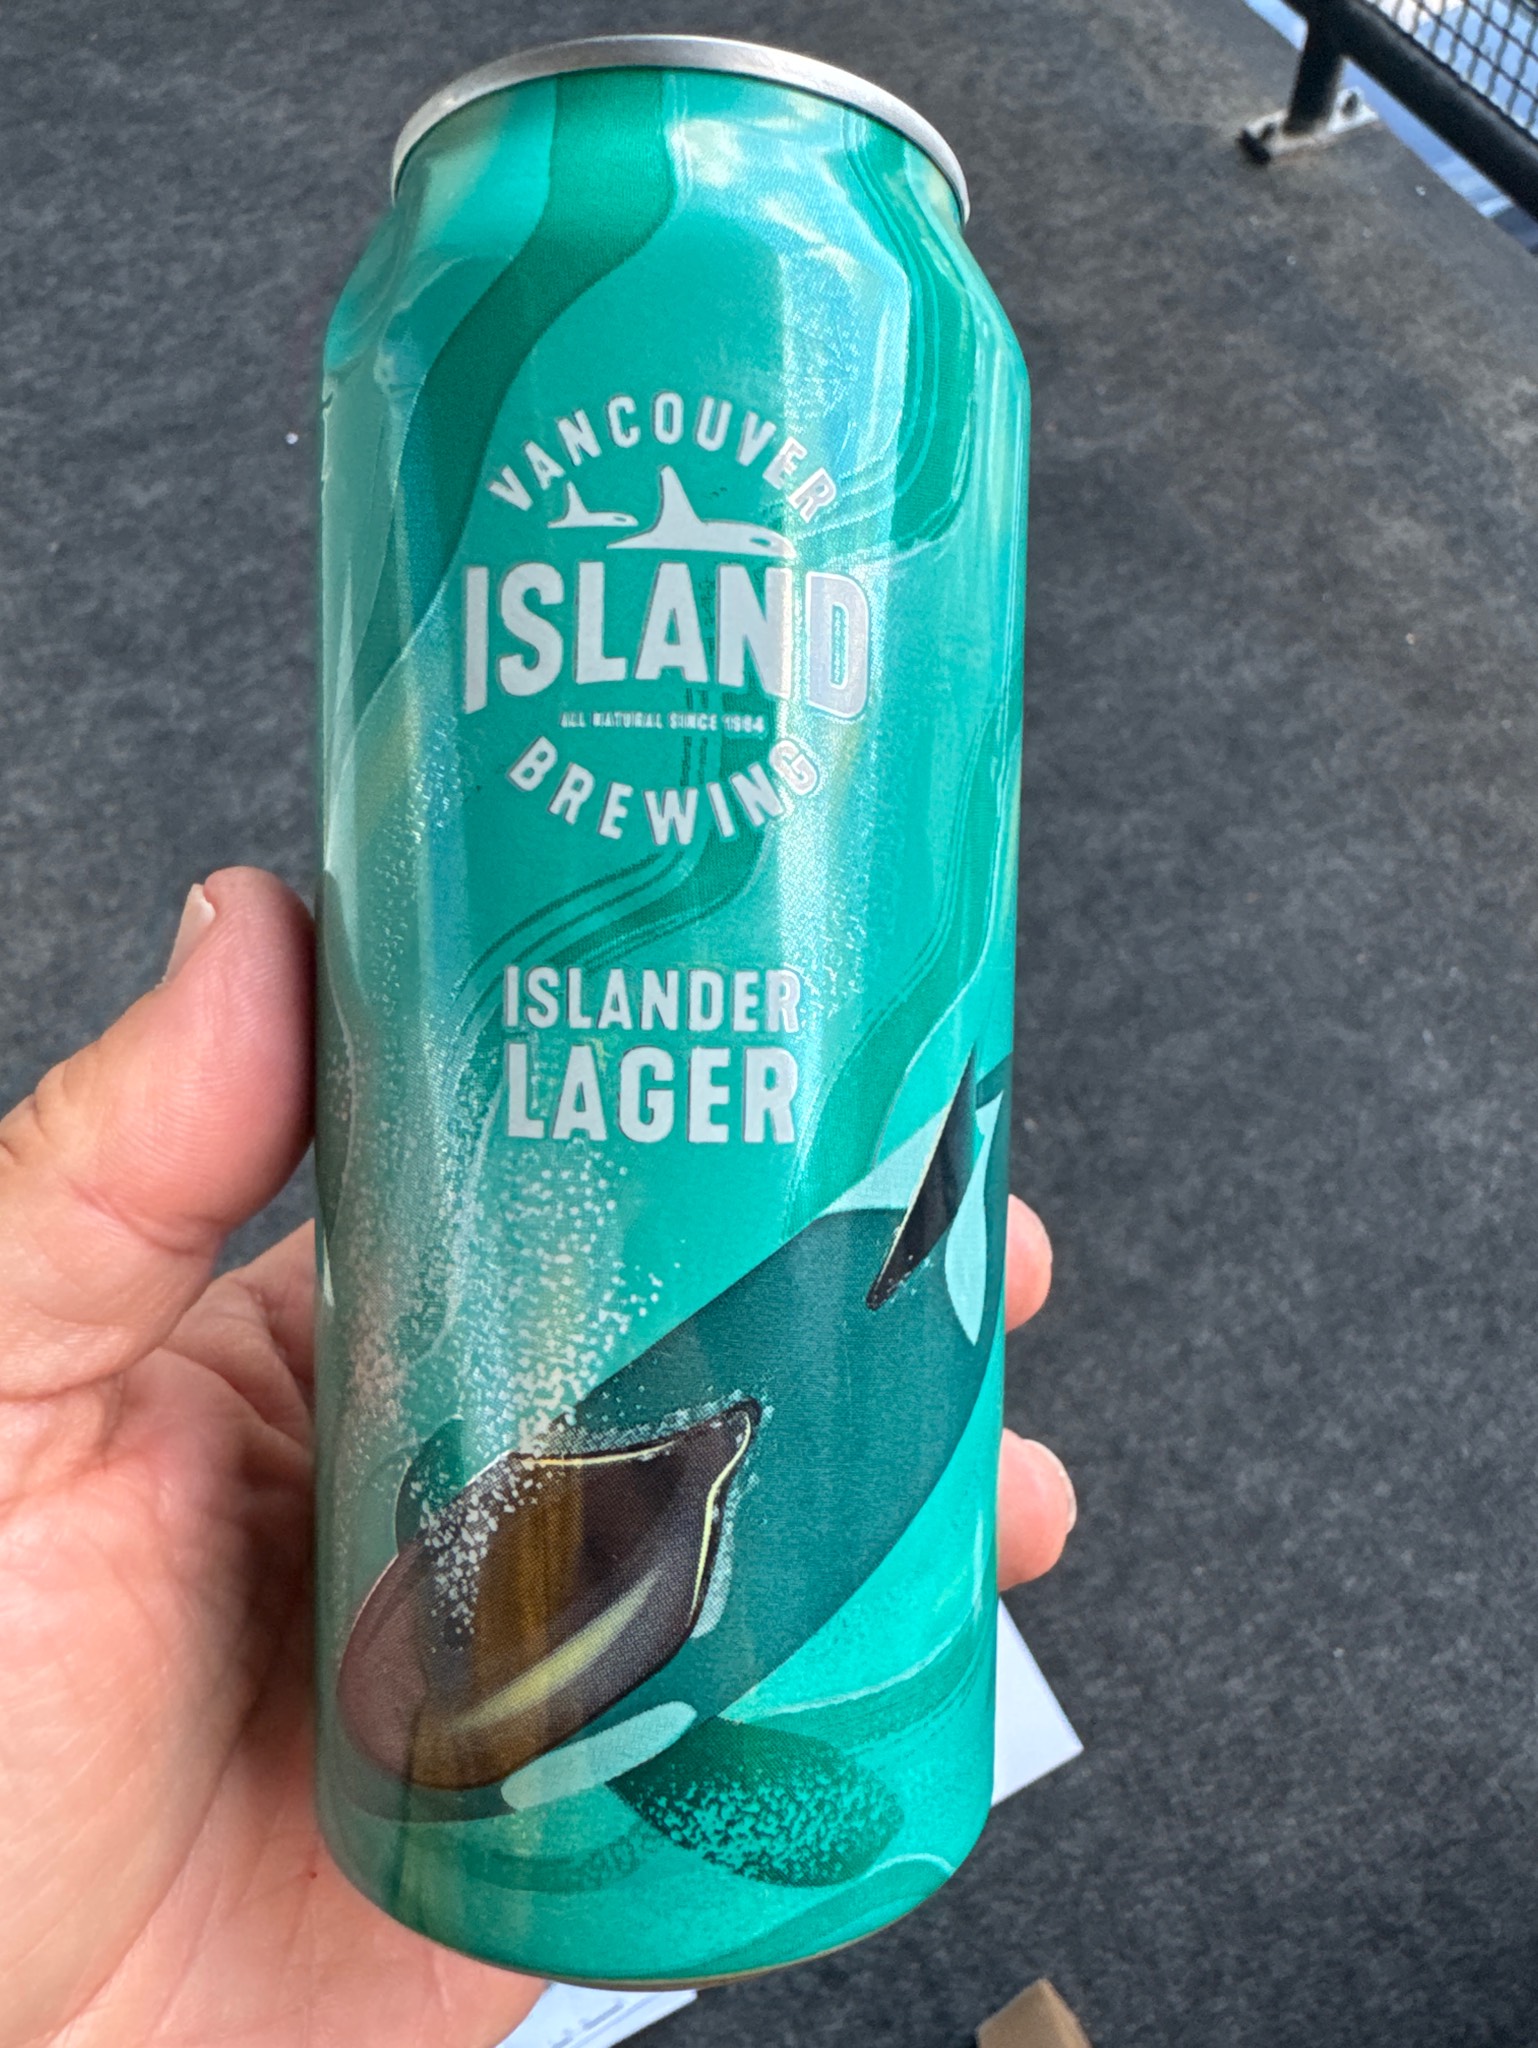 VANCOUVER
ISLAND
ALL NATURAL SINCE 1984
BREWING
ISLANDER
LAGER